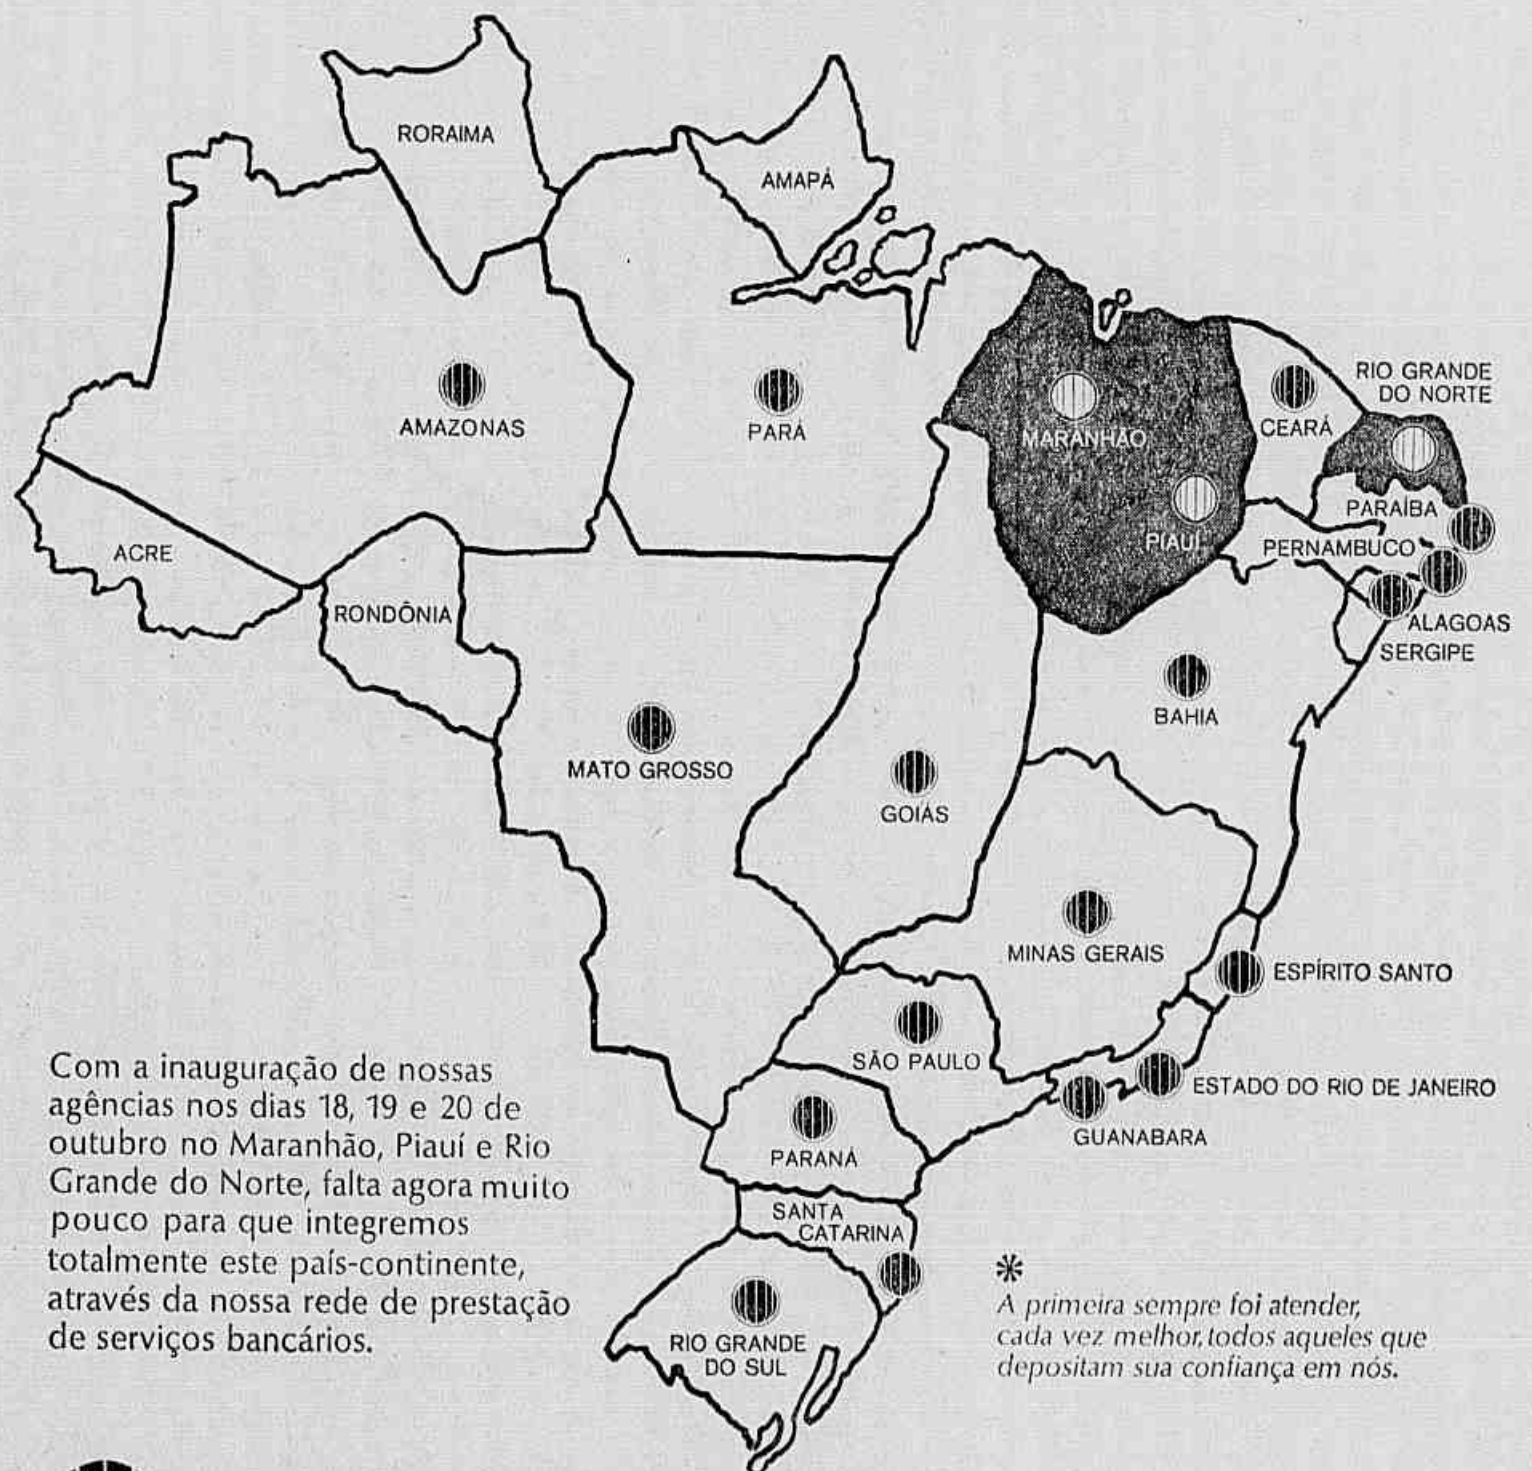 RORAIMA
AMAPÁ
RIO GRANDE
DO NORTE
AMAZONAS
PARÁ
MARANHÃO
CEARÁ
PARAÍBA
PIAUÍ
PERNAMBUCO
ACRE
RONDÔNIA
ALAGOAS
SERGIPE
BAHIA
MATO GROSSO
GOIÁS
MINAS GERAIS
ESPÍRITO SANTO
SÃO PAULO
ESTADO DO RIO DE JANEIRO
GUANABARA
PARANÁ
SANTA
CATARINA
RIO GRANDE
DO SUL
Com a inauguração de nossas
agências nos dias 18, 19 e 20 de
outubro no Maranhão, Piauí e Rio
Grande do Norte, falta agora muito
pouco para que integremos
totalmente este país-continente,
através da nossa rede de prestação
de serviços bancários.
*
A primeira sempre foi atender,
cada vez melhor, todos aqueles que
depositam sua confiança em nós.